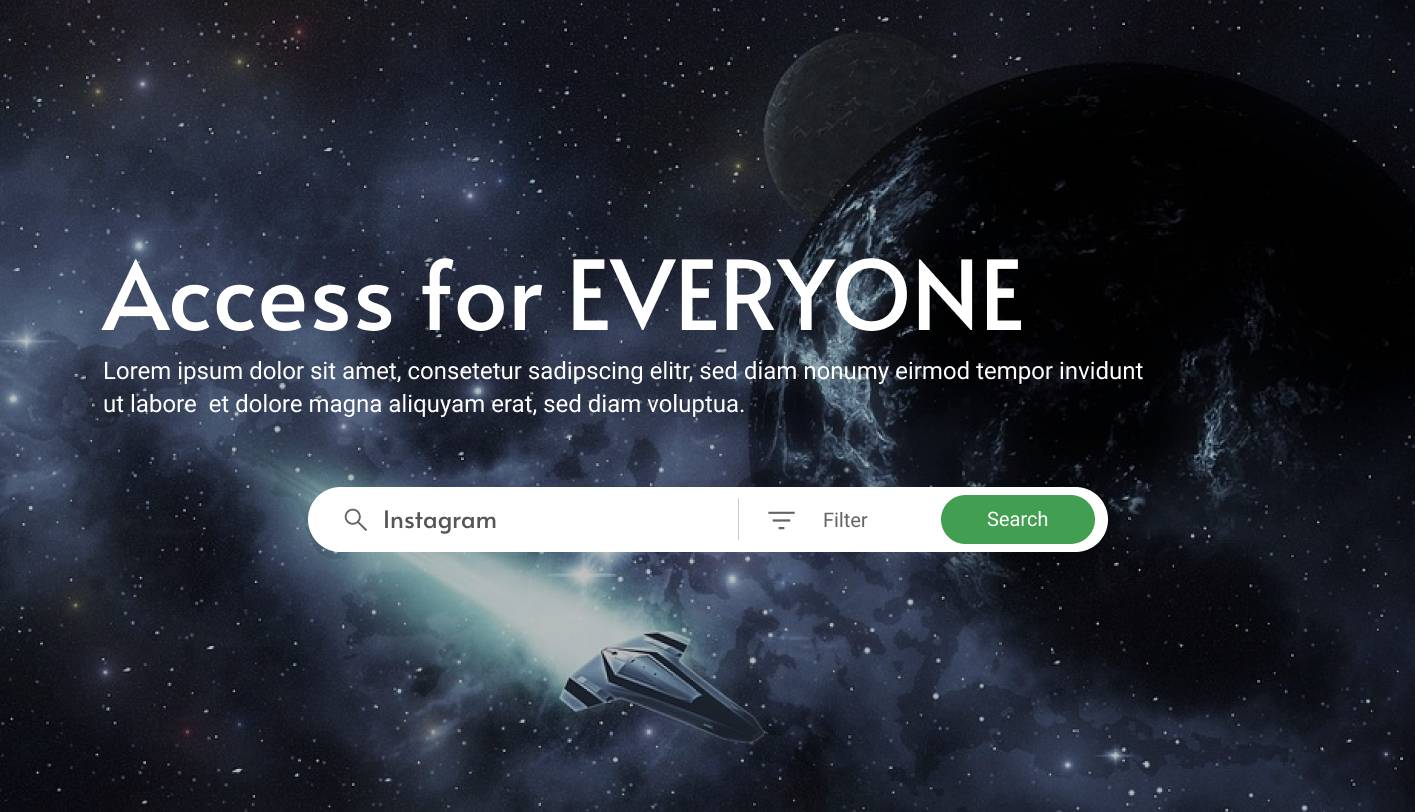 Access for EVERYONE
Lorem ipsum dolor sit amet, consetetur sadipscing elitr, sed diam nonumy eirmod tempor invidunt
ut labore  et dolore magna aliquyam erat, sed diam voluptua.
Instagram Filter Search